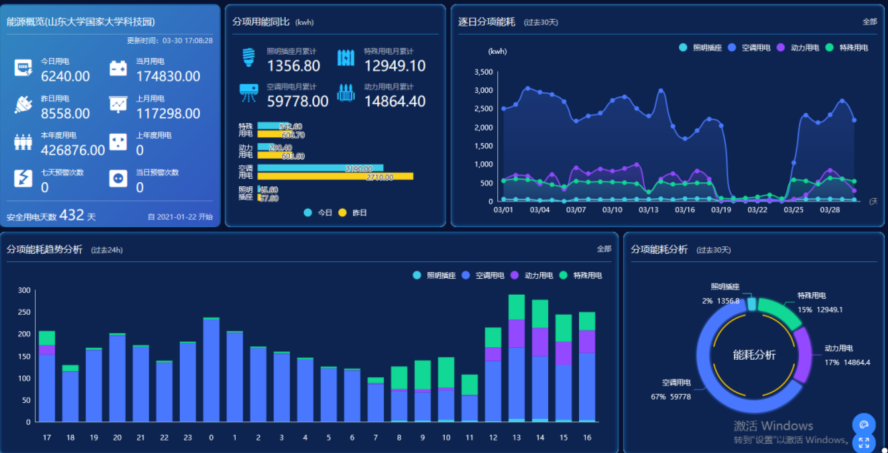 能源概览(山东大学国家大学科技园)
更新时间：03-30 17:08:28
今日用电
6240.00
当月用电
174830.00
昨日用电
8558.00
上月用电
117298.00
本年度用电
426876.00
上年度用电
0
七天预警次数
0
当日预警次数
0
安全用电天数 432 天
自 2021-01-22 开始
分项用能同比 (kwh)
照明插座月累计
1356.80
特殊用电月累计
12949.10
空调用电月累计
59778.00
动力用电月累计
14864.40
特殊用电
动力用电
空调用电
2710.00
照明插座
今日 昨日
逐日分项能耗 (过去30天) 全部
照明插座 空调用电 动力用电 特殊用电
(kwh)
3,500
3,000
2,500
2,000
1,500
1,000
500
0
03/01 03/04 03/07 03/10 03/13 03/16 03/19 03/22 03/25 03/28
分项能耗趋势分析 (过去24h) 全部
照明插座 空调用电 动力用电 特殊用电
300
250
200
150
100
50
0
17 18 19 20 21 22 23 0 1 2 3 4 5 6 7 8 9 10 11 12 13 14 15 16
分项能耗分析 (过去30天)
照明插座
2% 1356.8
特殊用电
15% 12949.1
动力用电
17% 14864.4
空调用电
67% 59778
能耗分析
激活 Windows
转到"设置"以激活 Windows。